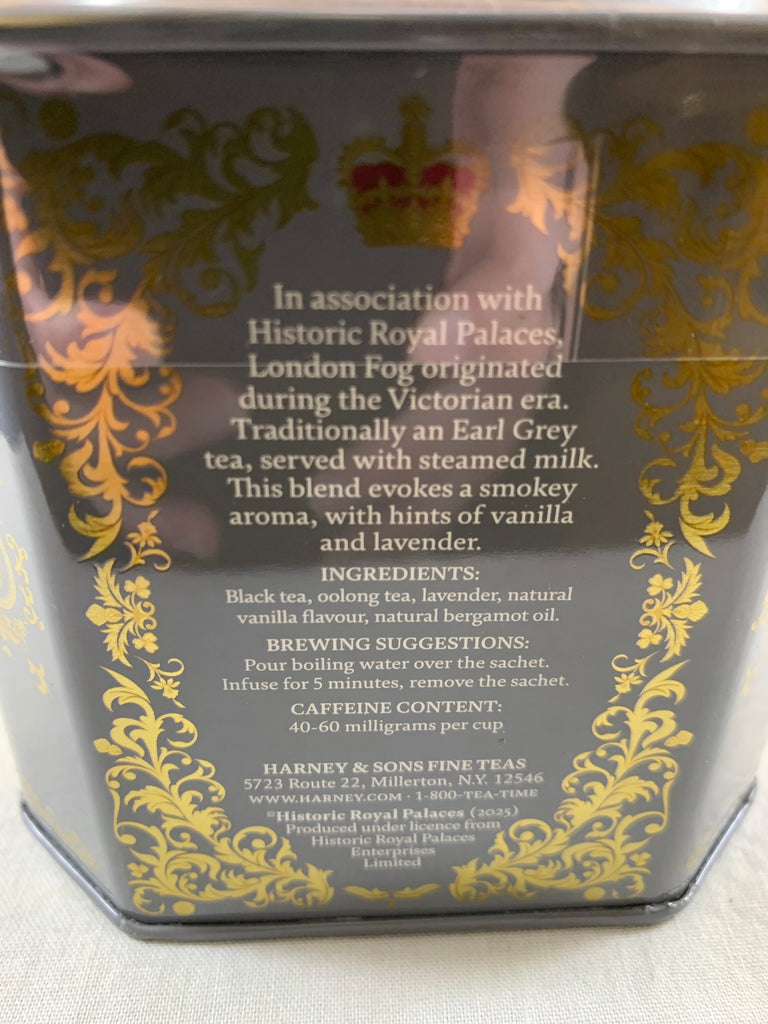 In association with
Historic Royal Palaces,
London Fog originated
during the Victorian era.
Traditionally an Earl Grey
tea, served with steamed milk.
This blend evokes a smokey
aroma, with hints of vanilla
and lavender.
INGREDIENTS:
Black tea, oolong tea, lavender, natural
vanilla flavour, natural bergamot oil.
BREWING SUGGESTIONS:
Pour boiling water over the sachet.
Infuse for 5 minutes, remove the sachet.
CAFFEINE CONTENT:
40-60 milligrams per cup
HARNEY & SONS FINE TEAS
5723 Route 22, Millerton, N.Y. 12546
WWW.HARNEY.COM · 1-800-TEA-TIME
©Historic Royal Palaces (2025)
Produced under licence from
Historic Royal Palaces
Enterprises
Limited